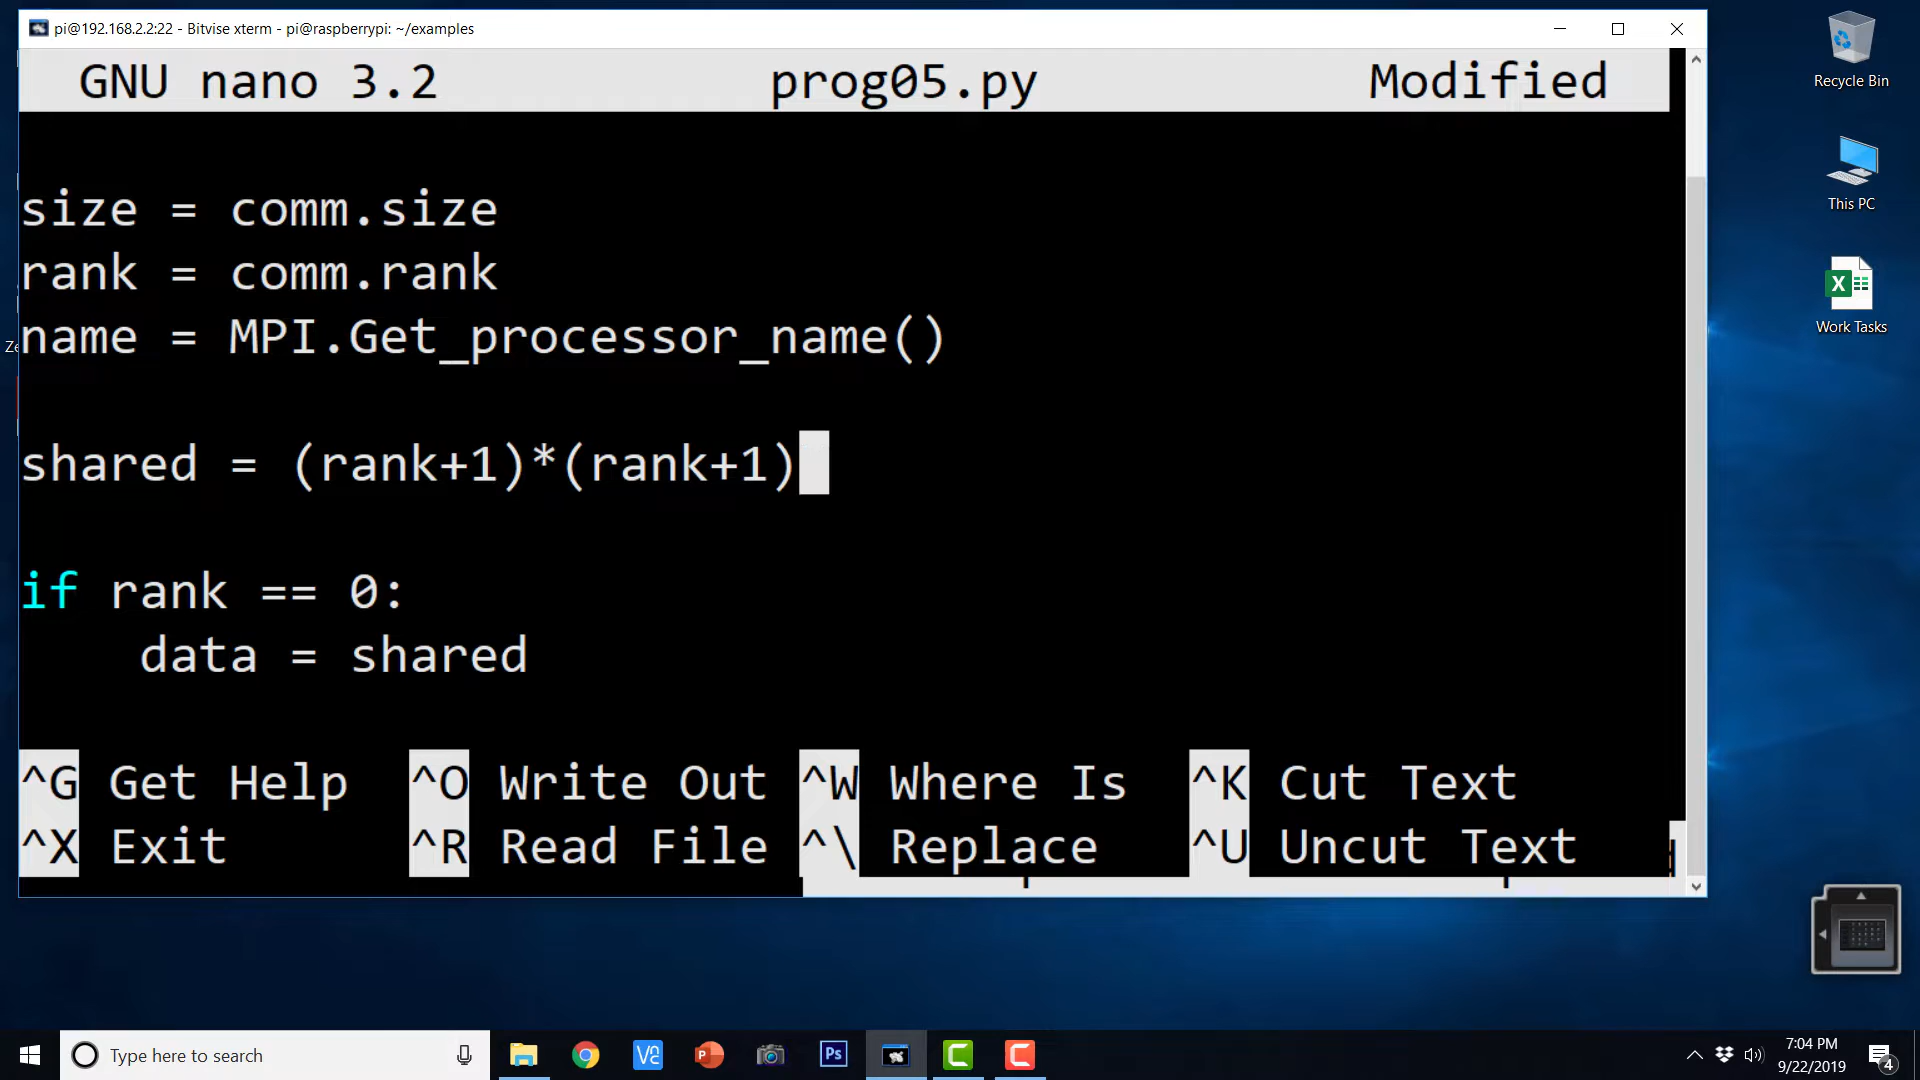 pi@192.168.2.2:22 - Bitvise xterm - pi@raspberrypi: ~/examples
GNU nano 3.2 prog05.py Modified
size = comm.size
rank = comm.rank
name = MPI.Get_processor_name()
shared = (rank+1)*(rank+1)
if rank == 0:
data = shared
^G Get Help ^O Write Out ^W Where Is ^K Cut Text
^X Exit ^R Read File ^\ Replace ^U Uncut Text
Recycle Bin
This PC
X
Work Tasks
Type here to search
V2
P
Ps
C
C
7:04 PM
9/22/2019
4